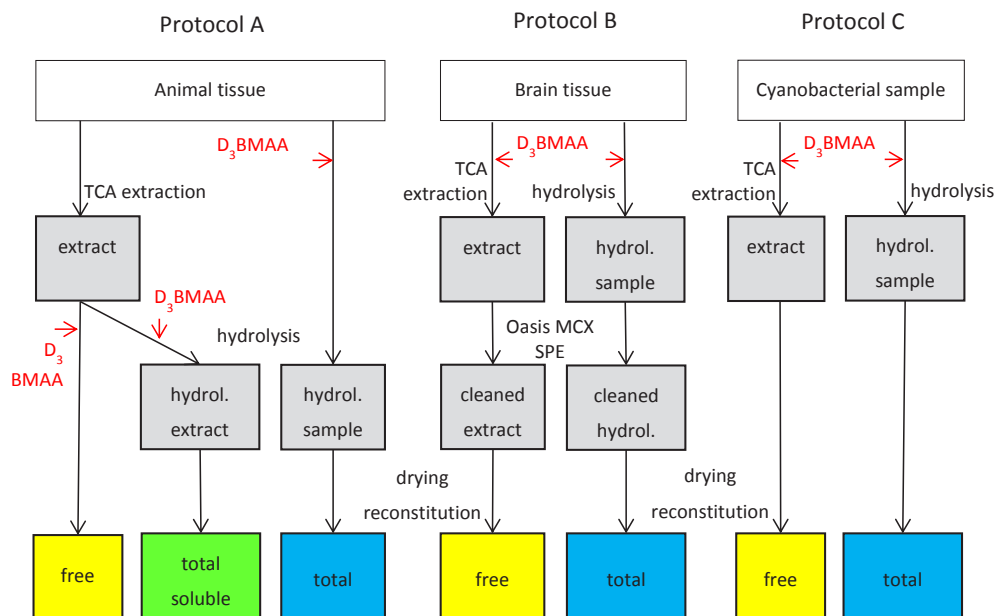 Protocol A
Animal tissue
D3BMAA
TCA extraction
extract
D3BMAA
D3
BMAA
hydrolysis
hydrol.
extract
hydrol.
sample
free
total
soluble
total
Protocol B
Brain tissue
D3BMAA
TCA
extraction
hydrolysis
extract
hydrol.
sample
Oasis MCX
SPE
cleaned
extract
cleaned
hydrol.
drying
reconstitution
free
total
Protocol C
Cyanobacterial sample
D3BMAA
TCA
extraction
hydrolysis
extract
hydrol.
sample
drying
reconstitution
free
total